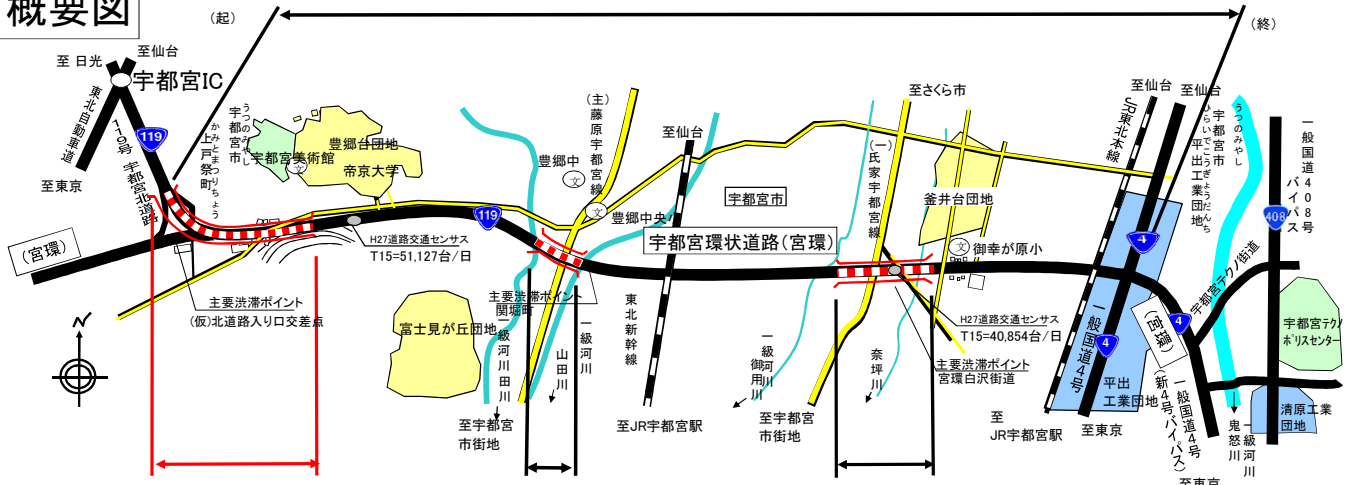 概要図
(起)
(終)
至 日光
至仙台
宇都宮IC
東北自動車道
至東京
119
119号 宇都宮北道路
うつのみやし
宇都宮市
かみとまつりちょう
上戸祭町
(宮環)
宇都宮美術館
文
豊郷台団地
帝京大学
H27道路交通センサス
T15=51,127台/日
主要渋滞ポイント
(仮)北道路入り口交差点
N
119
富士見が丘団地
豊郷中
文
(主)藤原宇都宮線
文
豊郷中央小
至仙台
宇都宮市
宇都宮環状道路(宮環)
主要渋滞ポイント
関堀町
一級河川田川
山田川
一級河川
東北新幹線
至宇都宮
市街地
至JR宇都宮駅
至さくら市
(一)氏家宇都宮線
釜井台団地
文
御幸が原小
H27道路交通センサス
T15=40,854台/日
主要渋滞ポイント
宮環白沢街道
一級河川
御用川
奈坪川
至宇都宮
市街地
至
JR宇都宮駅
JR東北本線
至仙台
至仙台
ひらいでこうぎょうだんち
平出工業団地
うつのみやし
宇都宮市
4
一般国道4号
4
平出
工業団地
至東京
(宮環)
4
一般国道4号
(新4号バイパス)
至東京
宇都宮テクノ街道
一級河川
鬼怒川
一般国道408号
バイパス
408
宇都宮テクノ
ポリスセンター
清原工業
団地